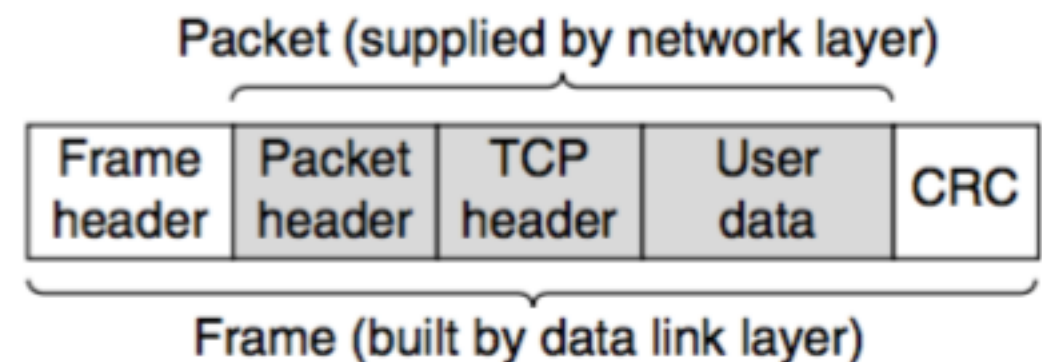 Packet (supplied by network layer)
Frame header
Packet header
TCP header
User data
CRC
Frame (built by data link layer)